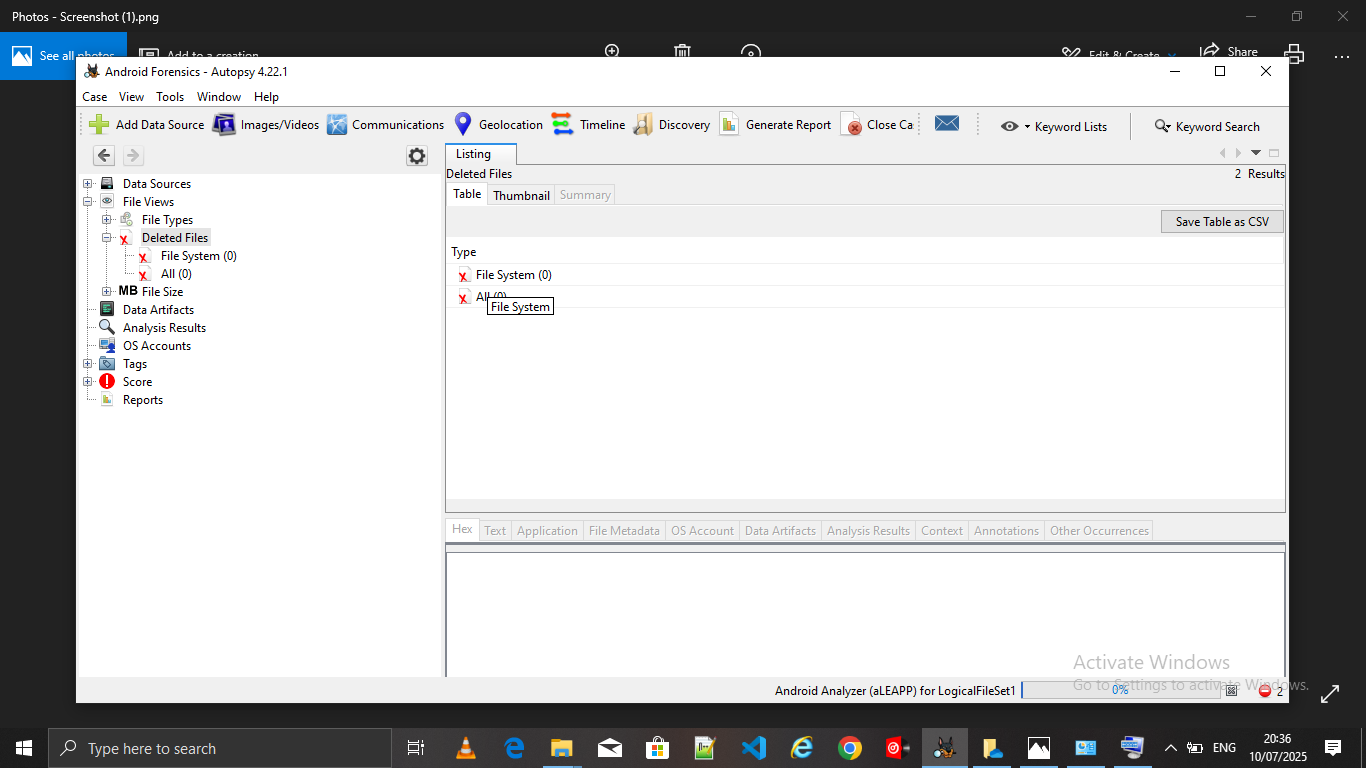 Photos - Screenshot (1).png
See all photos
Add to a creation
Edit & Create
Share
Android Forensics - Autopsy 4.22.1
Case View Tools Window Help
Add Data Source Images/Videos Communications Geolocation Timeline Discovery Generate Report Close Ca Keyword Lists Keyword Search
Listing
Deleted Files 2 Results
Table Thumbnail Summary
Save Table as CSV
Type
File System (0)
All (0)
File System
Data Sources
File Views
File Types
Deleted Files
File System (0)
All (0)
MB File Size
Data Artifacts
Analysis Results
OS Accounts
Tags
Score
Reports
Hex Text Application File Metadata OS Account Data Artifacts Analysis Results Context Annotations Other Occurrences
Activate Windows
Go to Settings to activate Windows.
Android Analyzer (aLEAPP) for LogicalFileSet1 0% 2
Type here to search
ENG
20:36
10/07/2025